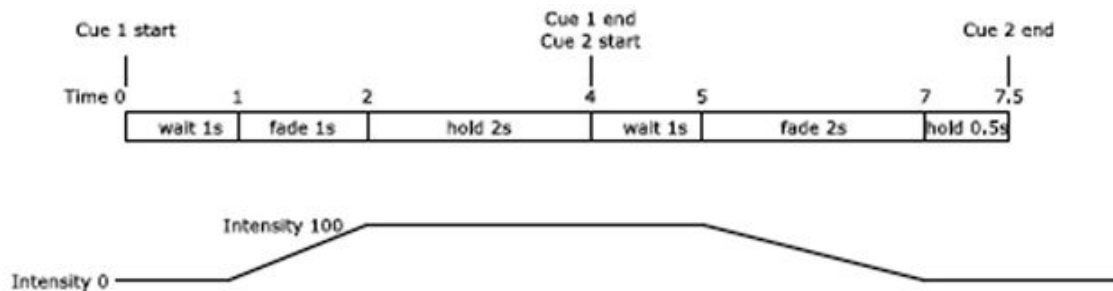 Cue 1 start
Cue 1 end
Cue 2 start
Cue 2 end
Time 0 1 2 4 5 7 7.5
wait 1s fade 1s hold 2s wait 1s fade 2s hold 0.5s
Intensity 100
Intensity 0